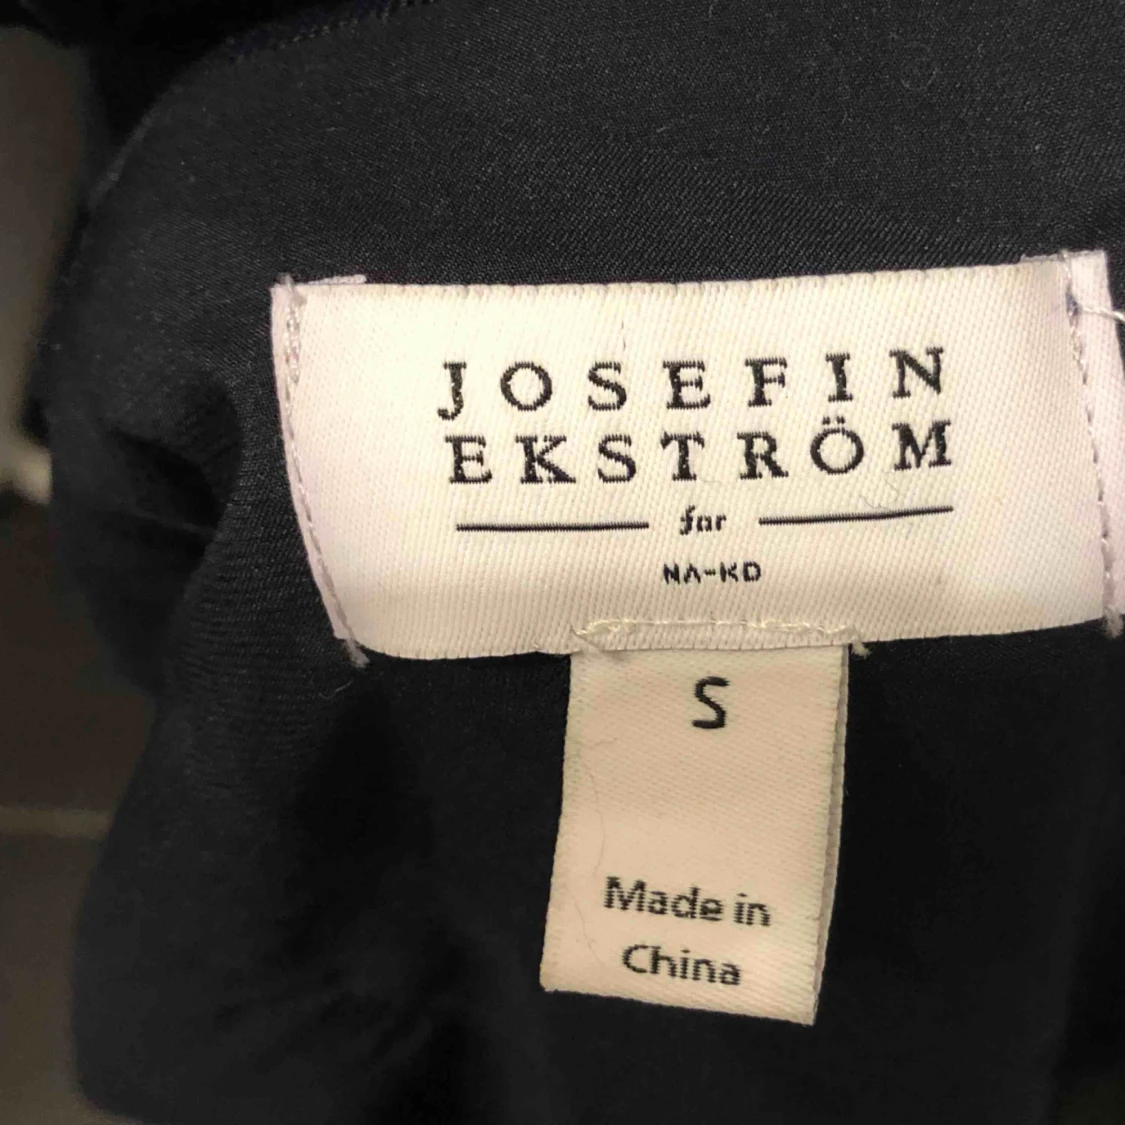 JOSEFIN
EKSTRÖM
for
NA-KD
S
Made in
China